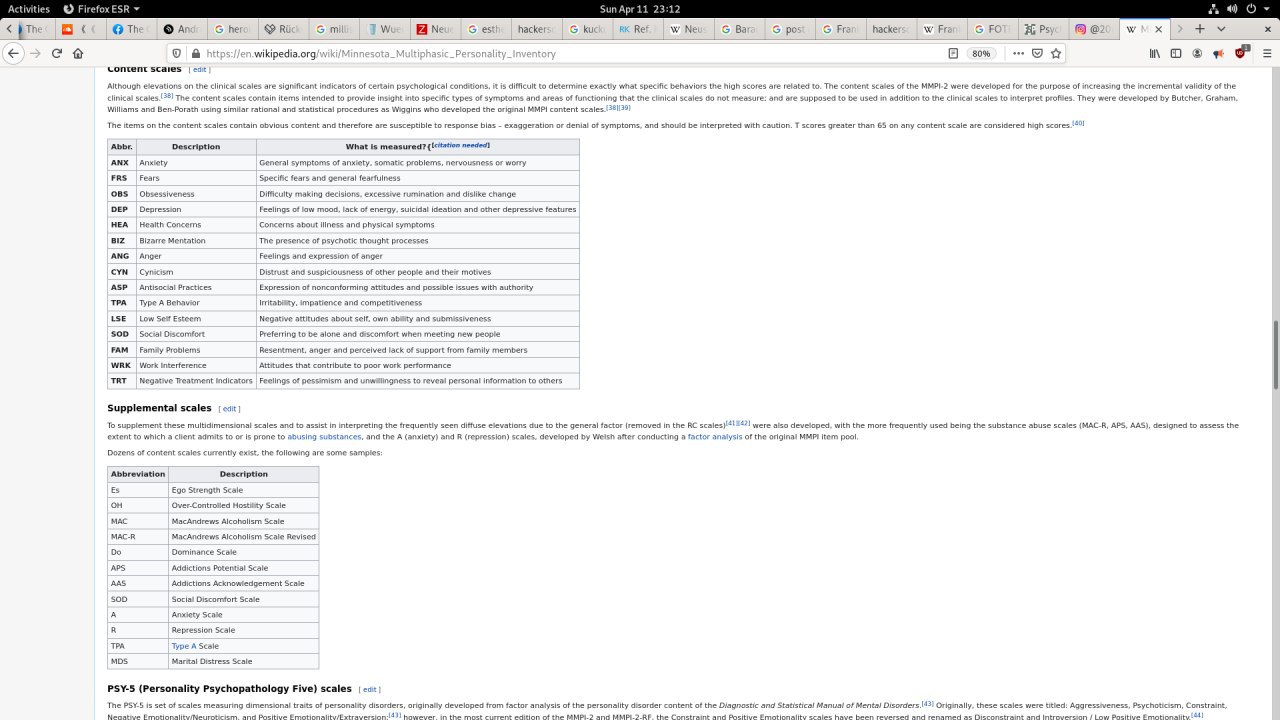 Activities Firefox ESR Sun Apr 11 23:12
The C The C A hero Rück milli Wuer Neue esthe hackers kucku Ref. Neus Bara post Frank hackers Frank FOT Psych @20 M
https://en.wikipedia.org/wiki/Minnesota_Multiphasic_Personality_Inventory 80%
Content scales [ edit ]
Although elevations on the clinical scales are significant indicators of certain psychological conditions, it is difficult to determine exactly what specific behaviors the high scores are related to. The content scales of the MMPI-2 were developed for the purpose of increasing the incremental validity of the
clinical scales.[38] The content scales contain items intended to provide insight into specific types of symptoms and areas of functioning that the clinical scales do not measure; and are supposed to be used in addition to the clinical scales to interpret profiles. They were developed by Butcher, Graham,
Williams and Ben-Porath using similar rational and statistical procedures as Wiggins who developed the original MMPI content scales.[38][39]
The items on the content scales contain obvious content and therefore are susceptible to response bias – exaggeration or denial of symptoms, and should be interpreted with caution. T scores greater than 65 on any content scale are considered high scores.[40]
Abbr. Description What is measured?{[citation needed]
ANX Anxiety General symptoms of anxiety, somatic problems, nervousness or worry
FRS Fears Specific fears and general fearfulness
OBS Obsessiveness Difficulty making decisions, excessive rumination and dislike change
DEP Depression Feelings of low mood, lack of energy, suicidal ideation and other depressive features
HEA Health Concerns Concerns about illness and physical symptoms
BIZ Bizarre Mentation The presence of psychotic thought processes
ANG Anger Feelings and expression of anger
CYN Cynicism Distrust and suspiciousness of other people and their motives
ASP Antisocial Practices Expression of nonconforming attitudes and possible issues with authority
TPA Type A Behavior Irritability, impatience and competitiveness
LSE Low Self Esteem Negative attitudes about self, own ability and submissiveness
SOD Social Discomfort Preferring to be alone and discomfort when meeting new people
FAM Family Problems Resentment, anger and perceived lack of support from family members
WRK Work Interference Attitudes that contribute to poor work performance
TRT Negative Treatment Indicators Feelings of pessimism and unwillingness to reveal personal information to others
Supplemental scales [ edit ]
To supplement these multidimensional scales and to assist in interpreting the frequently seen diffuse elevations due to the general factor (removed in the RC scales)[41][42] were also developed, with the more frequently used being the substance abuse scales (MAC-R, APS, AAS), designed to assess the
extent to which a client admits to or is prone to abusing substances, and the A (anxiety) and R (repression) scales, developed by Welsh after conducting a factor analysis of the original MMPI item pool.
Dozens of content scales currently exist, the following are some samples:
Abbreviation Description
Es Ego Strength Scale
OH Over-Controlled Hostility Scale
MAC MacAndrews Alcoholism Scale
MAC-R MacAndrews Alcoholism Scale Revised
Do Dominance Scale
APS Addictions Potential Scale
AAS Addictions Acknowledgement Scale
SOD Social Discomfort Scale
A Anxiety Scale
R Repression Scale
TPA Type A Scale
MDS Marital Distress Scale
PSY-5 (Personality Psychopathology Five) scales [ edit ]
The PSY-5 is set of scales measuring dimensional traits of personality disorders, originally developed from factor analysis of the personality disorder content of the Diagnostic and Statistical Manual of Mental Disorders.[43] Originally, these scales were titled: Aggressiveness, Psychoticism, Constraint,
Negative Emotionality/Neuroticism, and Positive Emotionality/Extraversion;[43] however, in the most current edition of the MMPI-2 and MMPI-2-RF, the Constraint and Positive Emotionality scales have been reversed and renamed as Disconstraint and Introversion / Low Positive Emotionality.[44]